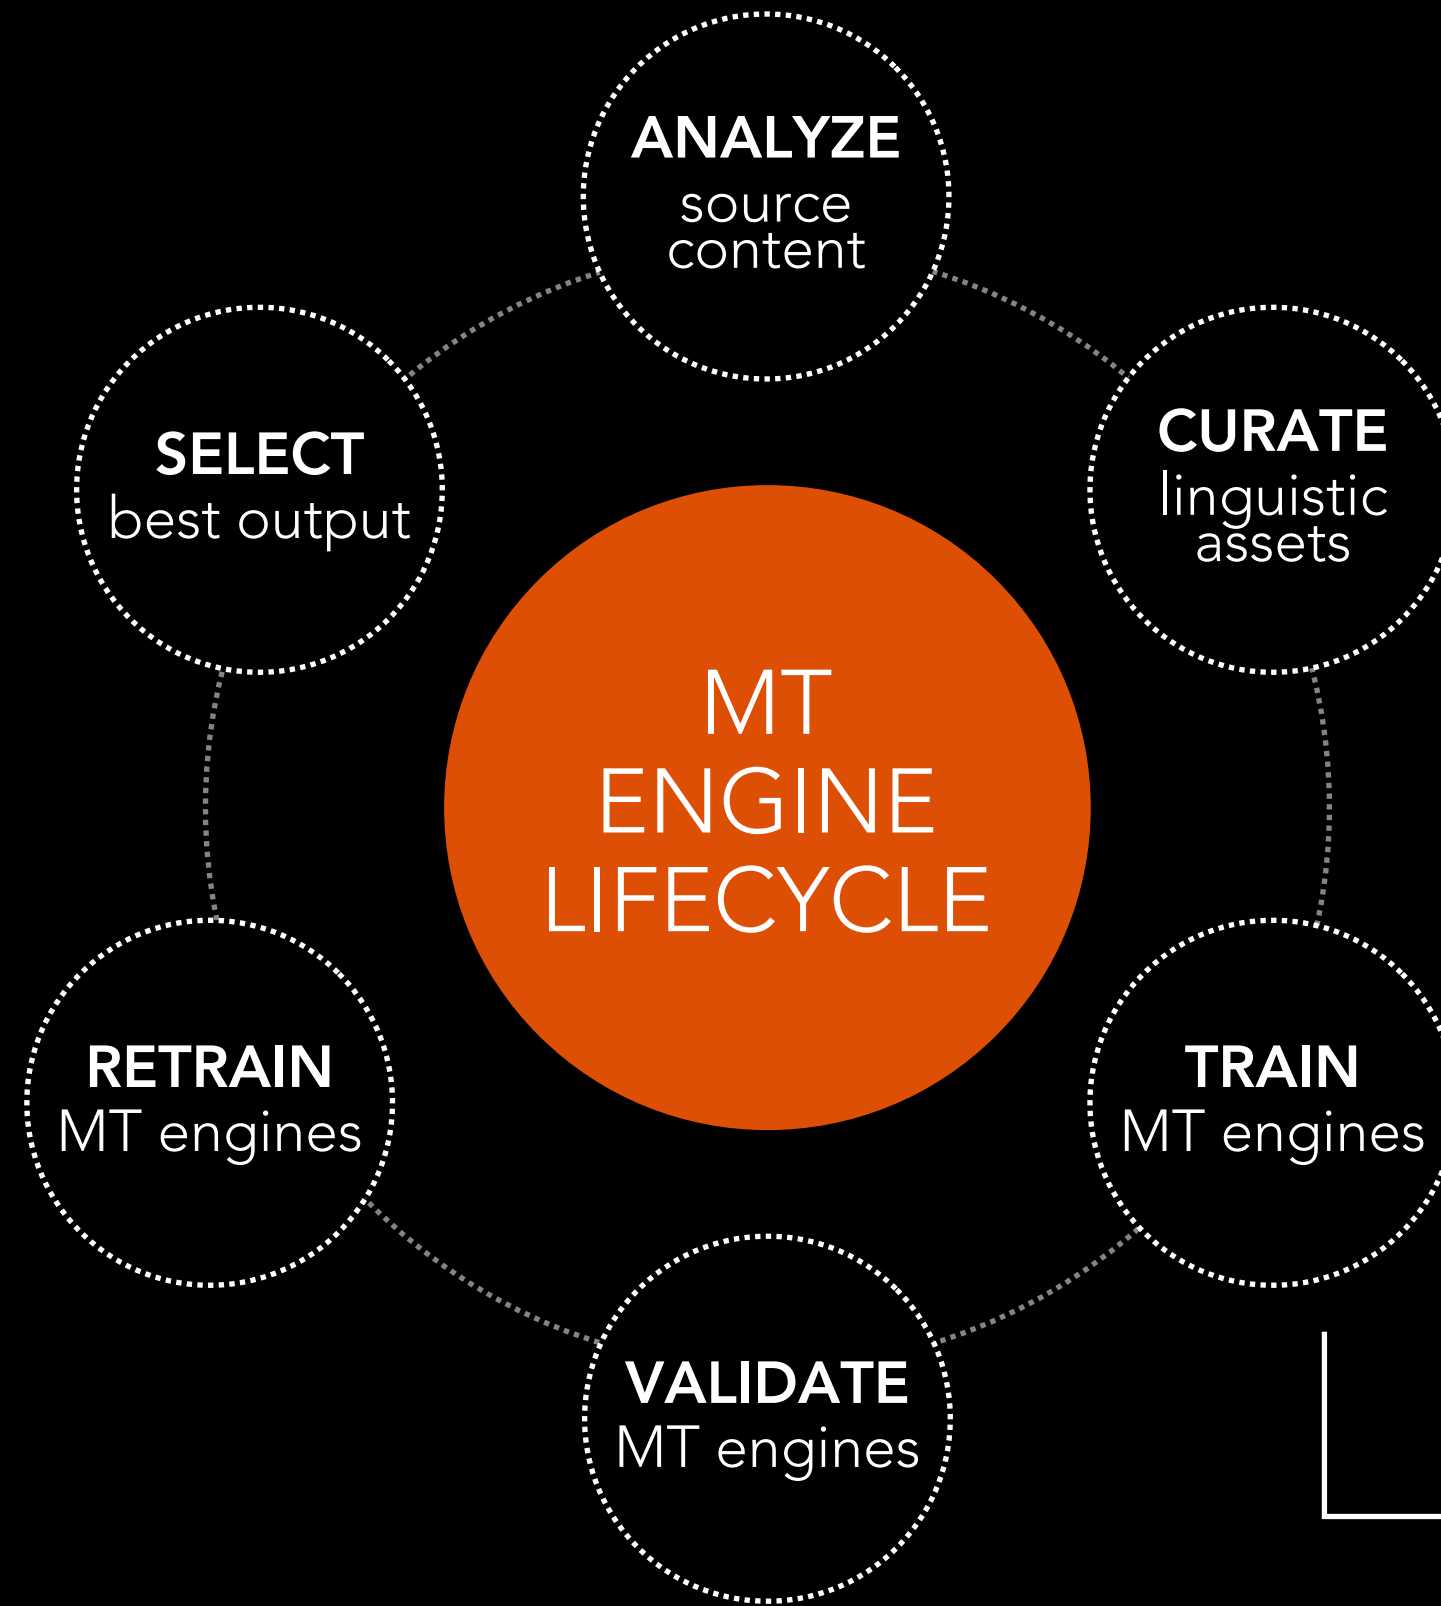 ANALYZE
source
content
CURATE
linguistic
assets
TRAIN
MT engines
VALIDATE
MT engines
RETRAIN
MT engines
SELECT
best output
MT
ENGINE
LIFECYCLE